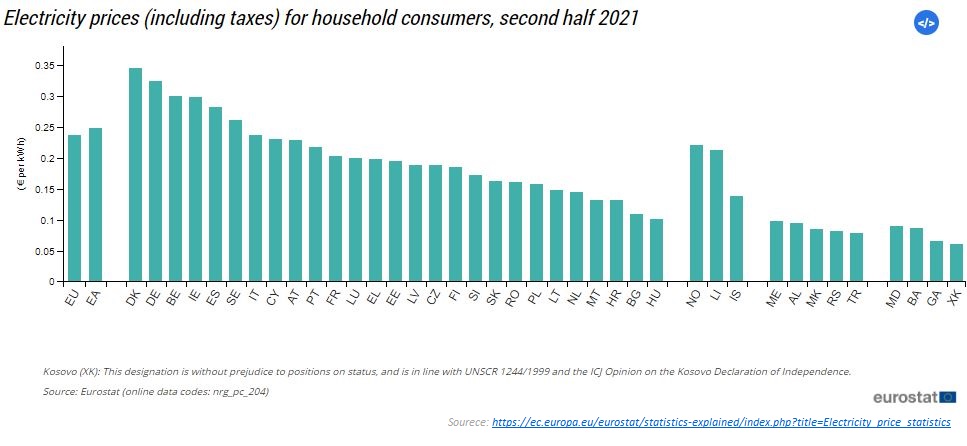 Electricity prices (including taxes) for household consumers, second half 2021
</>
(€ per kWh)
0.35
0.3
0.25
0.2
0.15
0.1
0.05
0
EU EA DK DE BE IE ES SE IT CY AT PT FR LU EL EE LV CZ FI SI SK RO PL LT NL MT HR BG HU NO LI IS ME AL MK RS TR MD BA GA XK
Kosovo (XK): This designation is without prejudice to positions on status, and is in line with UNSCR 1244/1999 and the ICJ Opinion on the Kosovo Declaration of Independence.
Source: Eurostat (online data codes: nrg_pc_204)
eurostat
Sourece: https://ec.europa.eu/eurostat/statistics-explained/index.php?title=Electricity_price_statistics